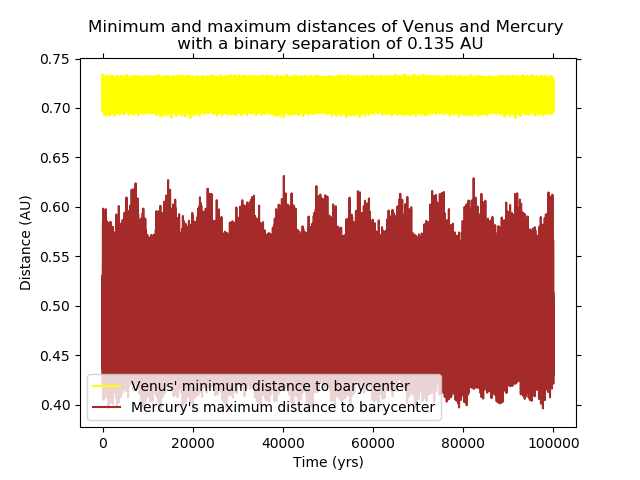 Minimum and maximum distances of Venus and Mercury
with a binary separation of 0.135 AU
0.75
0.70
0.65
0.60
0.55
0.50
0.45
0.40
Distance (AU)
Venus' minimum distance to barycenter
Mercury's maximum distance to barycenter
0 20000 40000 60000 80000 100000
Time (yrs)